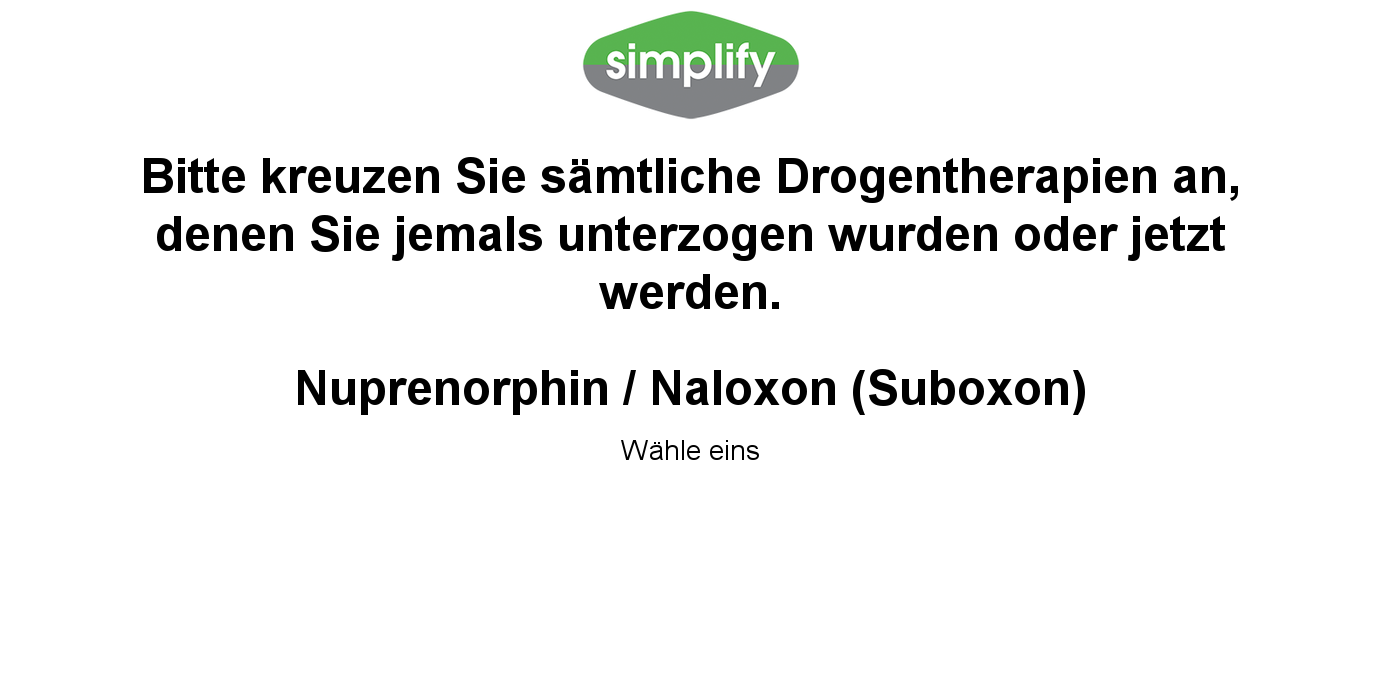 simplify
Bitte kreuzen Sie sämtliche Drogentherapien an,
denen Sie jemals unterzogen wurden oder jetzt
werden.
Nuprenorphin / Naloxon (Suboxon)
Wähle eins